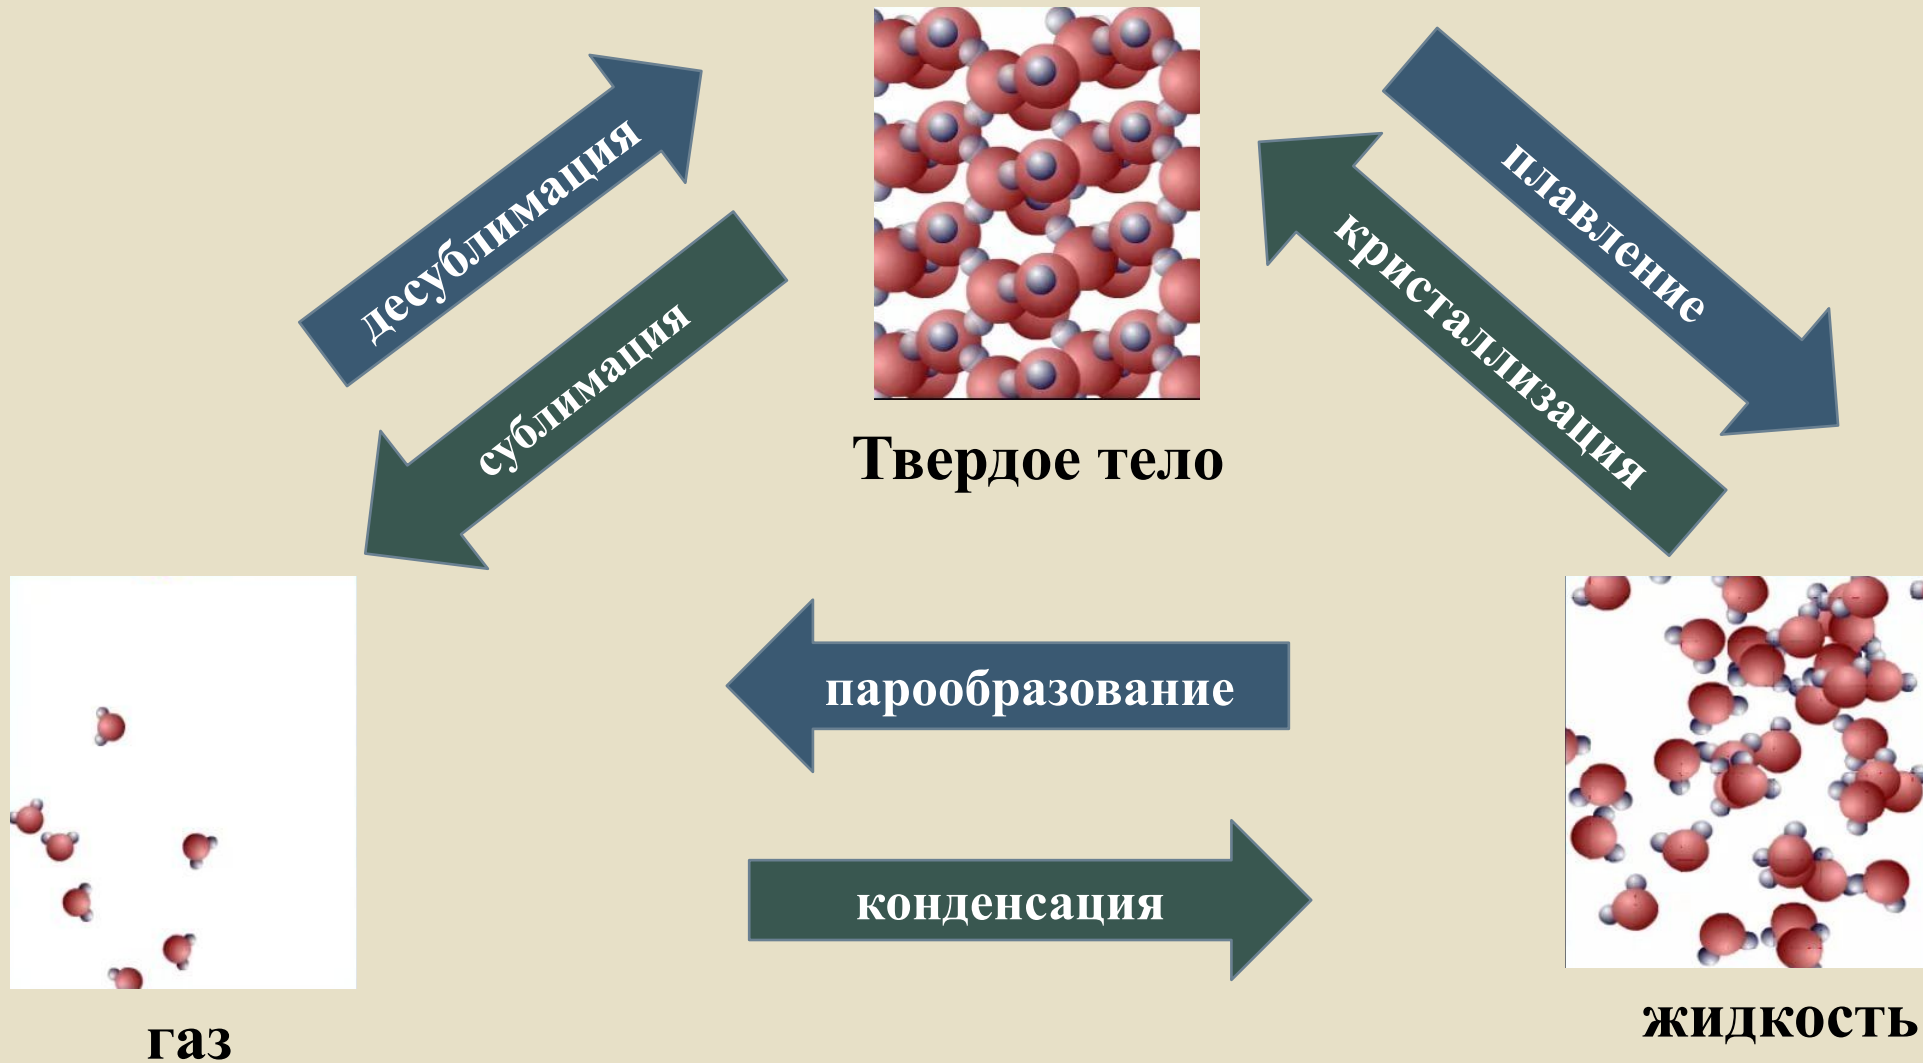 десублимация
сублимация
Твердое тело
плавление
кристаллизация
парообразование
конденсация
газ
жидкость